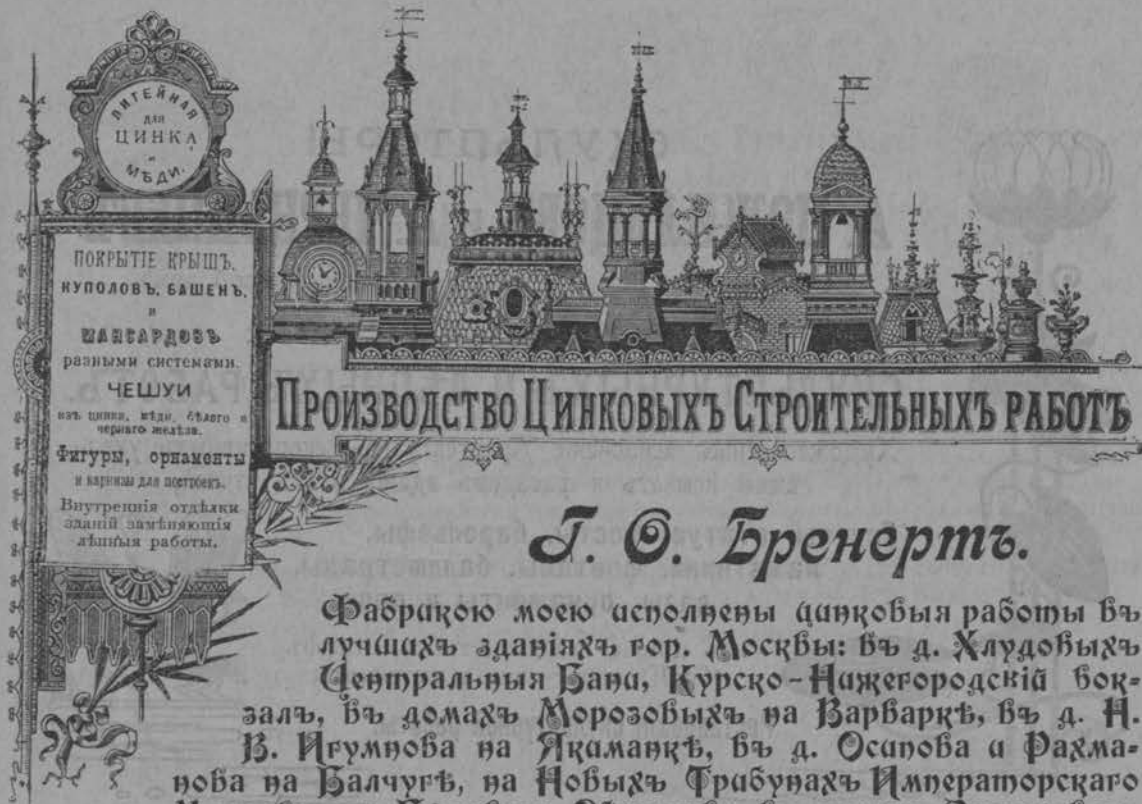 ЛИТЕЙНАЯ
для
ЦИНКА
и
МѢДИ.
ПОКРЫТІЕ КРЫШЪ,
КУПОЛОВЪ, БАШЕНЪ,
и
МАНСАРДОВЪ
разными системами.
ЧЕШУИ
изъ цинка, мѣди, бѣлого и
чернаго желѣза.
Фигуры, орнаменты
и карнизы для построекъ.
Внутреннія отдѣлки
зданій замѣняющія
лѣпныя работы.
ПРОИЗВОДСТВО ЦИНКОВЫХЪ СТРОИТЕЛЬНЫХЪ РАБОТЪ
Г. О. Бренертъ.
Фабрикою моею исполнены цинковыя работы въ
лучшихъ зданіяхъ гор. Москвы: въ д. Хлудовыхъ
Центральныя Бани, Курско-Нижегородскій вок=
залъ, въ домахъ Морозовыхъ на Варваркѣ, въ д. Н.
В. Игумнова на Якиманкѣ, въ д. Осипова и Рахма=
нова на Балчугѣ, на Новыхъ Трибунахъ Императорскаго